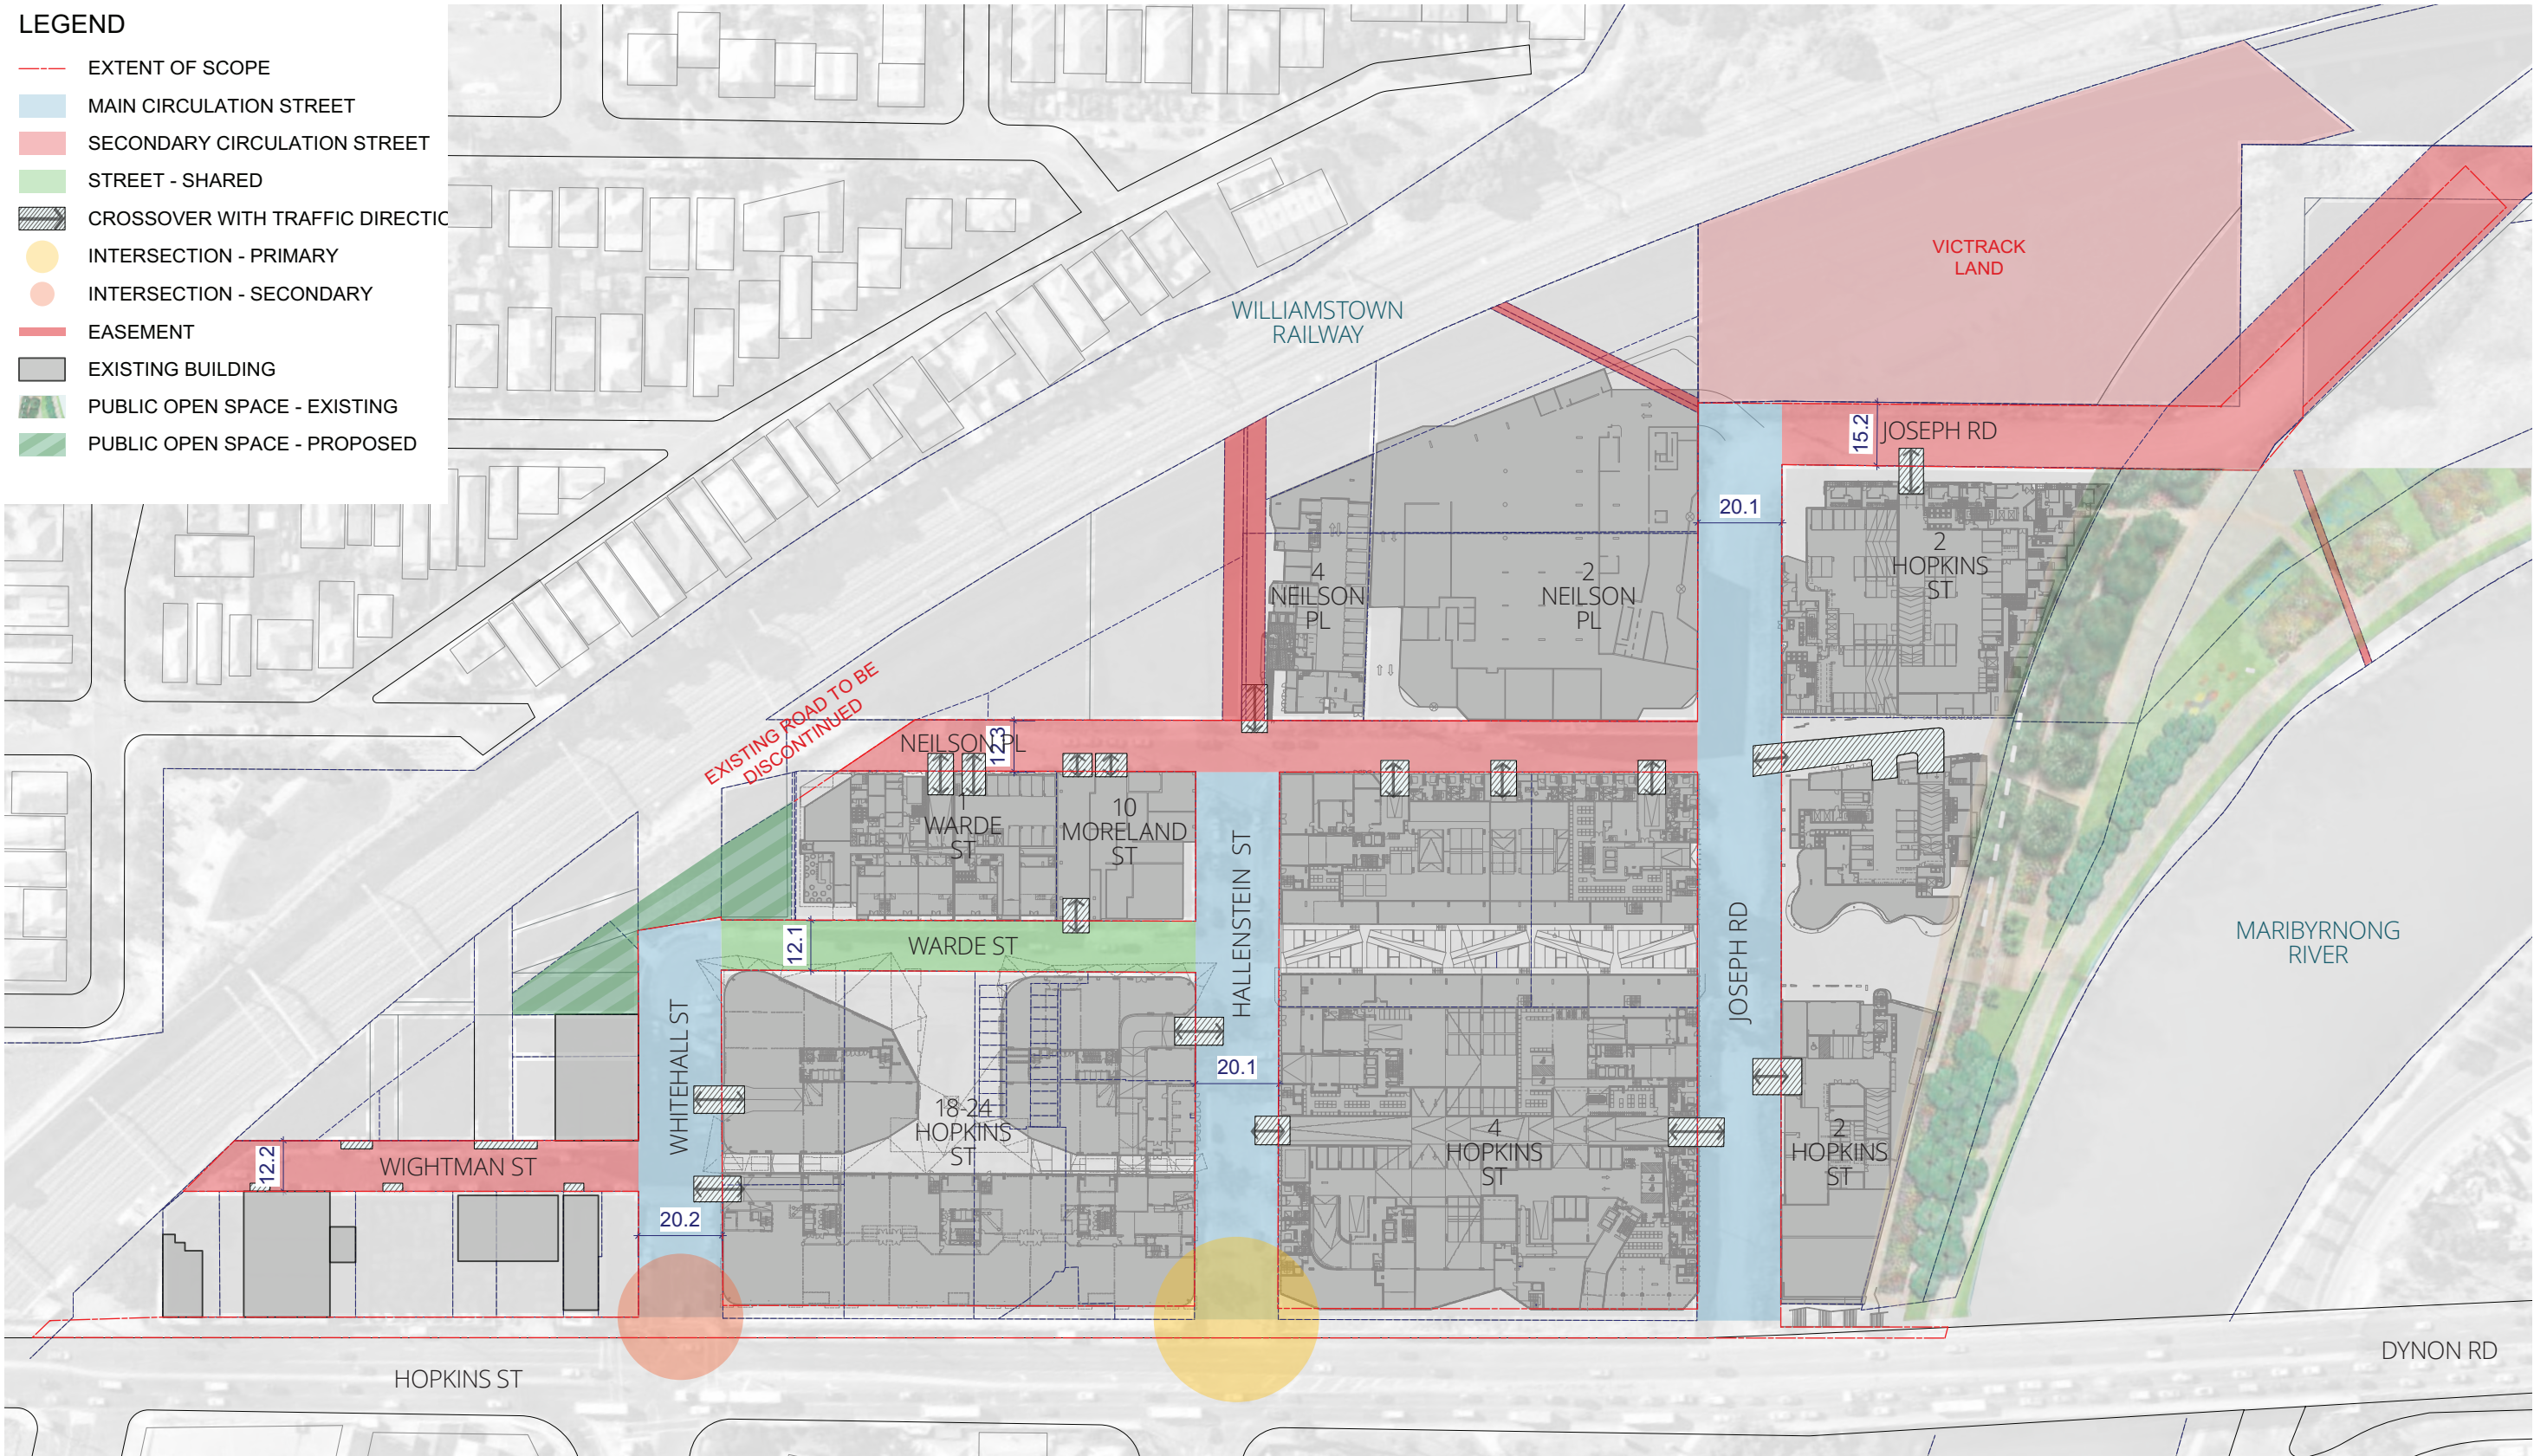 LEGEND
EXTENT OF SCOPE
MAIN CIRCULATION STREET
SECONDARY CIRCULATION STREET
STREET - SHARED
CROSSOVER WITH TRAFFIC DIRECTIO
INTERSECTION - PRIMARY
INTERSECTION - SECONDARY
EASEMENT
EXISTING BUILDING
PUBLIC OPEN SPACE - EXISTING
PUBLIC OPEN SPACE - PROPOSED
VICTRACK
LAND
WILLIAMSTOWN
RAILWAY
15.2
JOSEPH RD
20.1
2
HOPKINS
ST
4
NEILSON
PL
2
NEILSON
PL
EXISTING ROAD TO BE
DISCONTINUED
NEILSON PL
12.3
1
WARDE
ST
10
MORELAND
ST
HALLENSTEIN ST
JOSEPH RD
MARIBYRNONG
RIVER
12.1
WARDE ST
WHITEHALL ST
20.1
18-24
HOPKINS
ST
4
HOPKINS
ST
2
HOPKINS
ST
12.2
WIGHTMAN ST
20.2
HOPKINS ST
DYNON RD